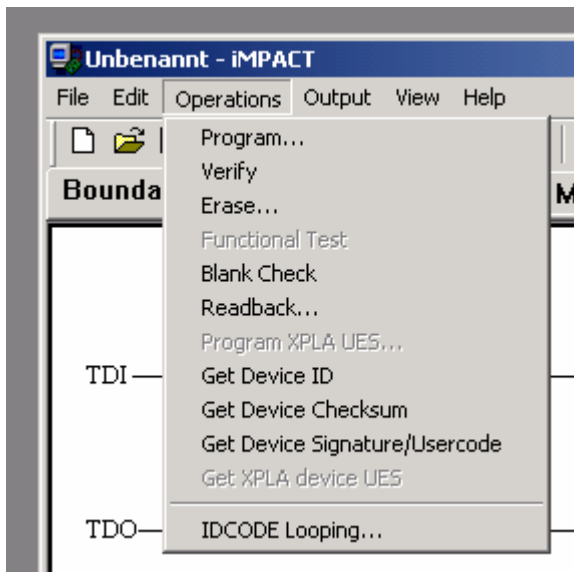 Unbenannt - iMPACT
File Edit Operations Output View Help
Program...
Bounda M
Verify
Erase...
Functional Test
Blank Check
Readback...
Program XPLA UES...
TDI Get Device ID
Get Device Checksum
Get Device Signature/Usercode
Get XPLA device UES
TDO IDCODE Looping...